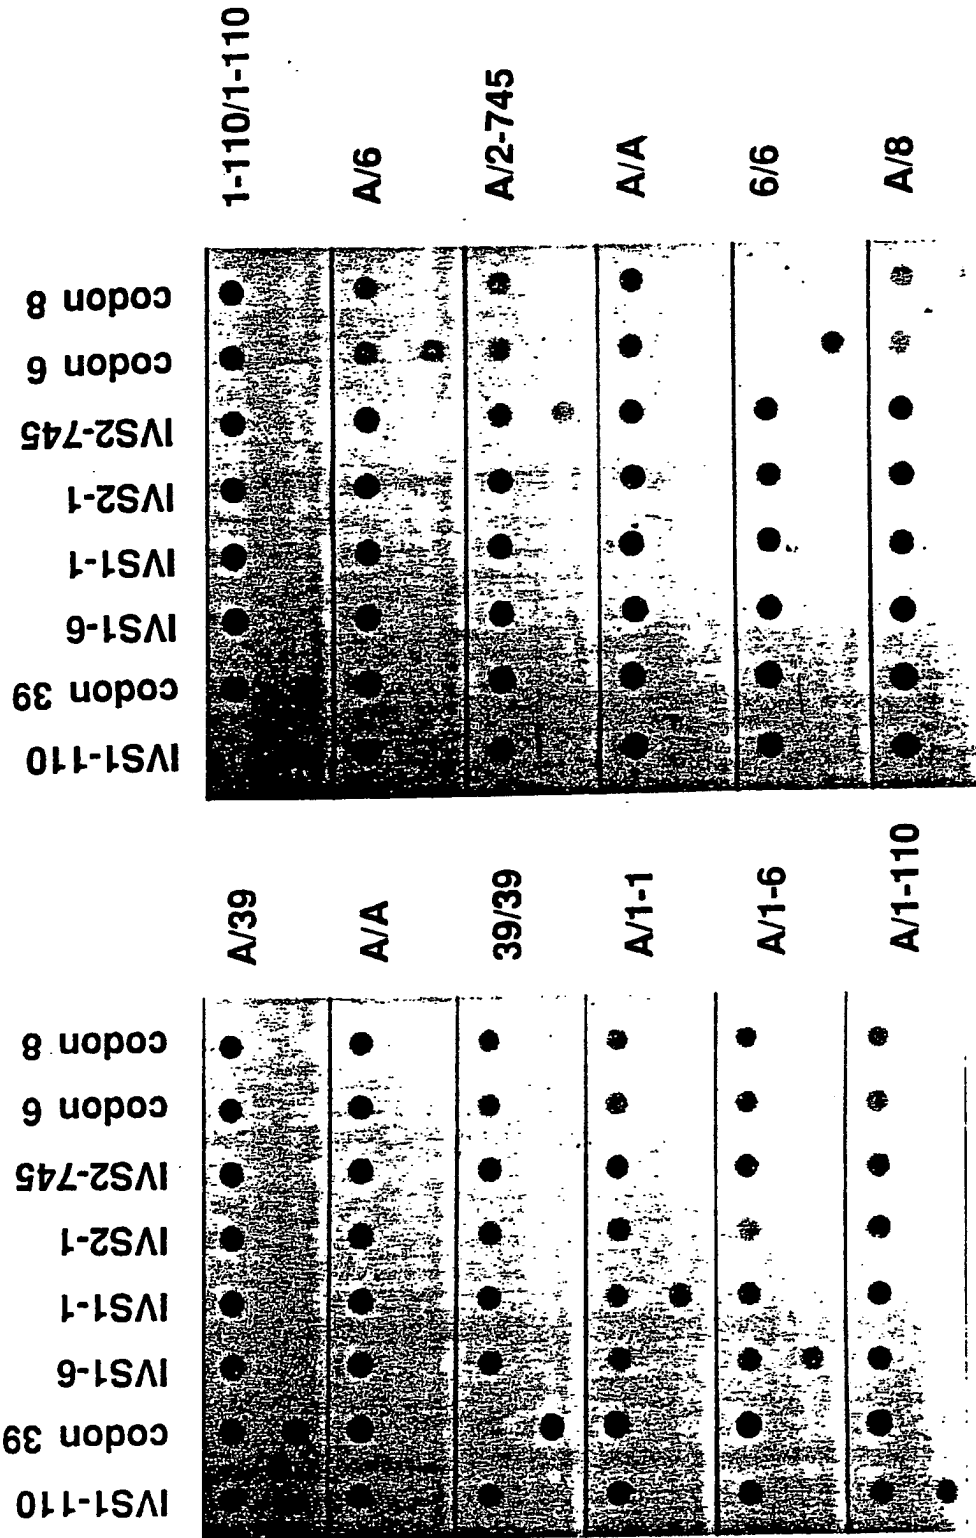 1-110/1-110
A/6
A/2-745
A/A
6/6
A/8
codon 8
codon 6
IVS2-745
IVS2-1
IVS1-1
IVS1-6
codon 39
IVS1-110
A/39
A/A
39/39
A/1-1
A/1-6
A/1-110
codon 8
codon 6
IVS2-745
IVS2-1
IVS1-1
IVS1-6
codon 39
IVS1-110